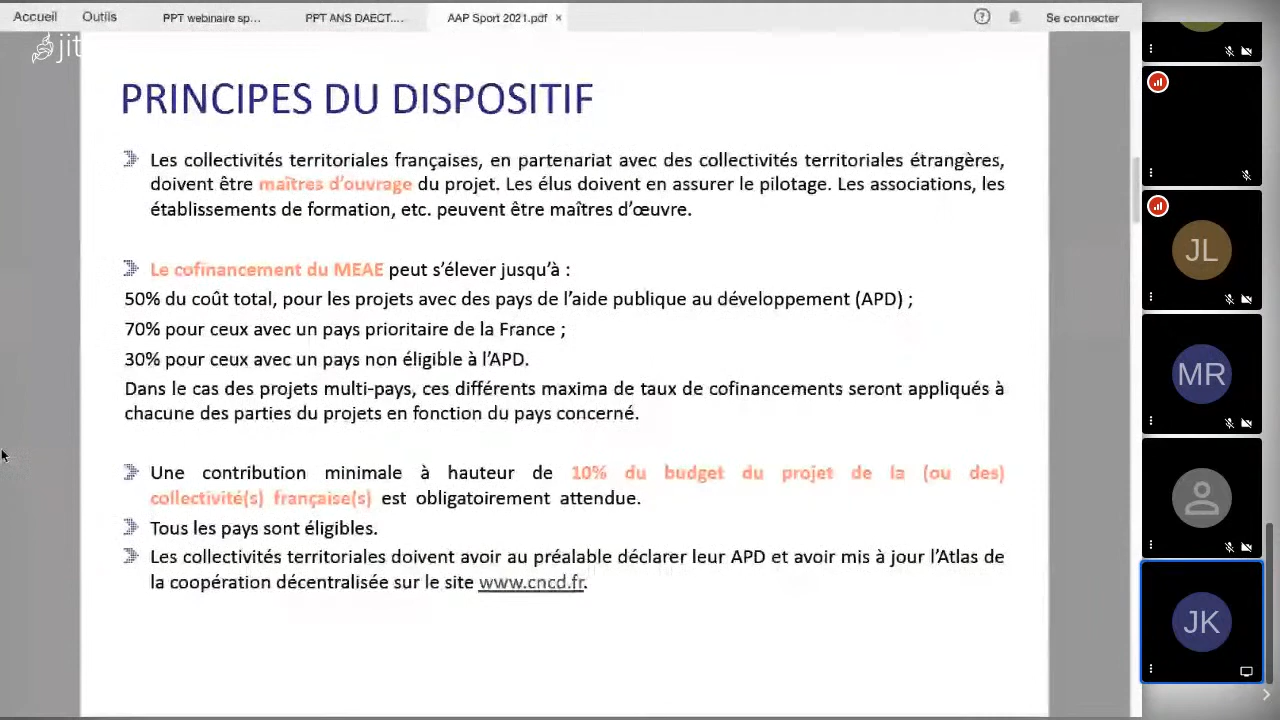 Accueil Outils PPT webinaire sp... PPT ANS DAECT.... AAP Sport 2021.pdf × ? Se connecter
jit
PRINCIPES DU DISPOSITIF
Les collectivités territoriales françaises, en partenariat avec des collectivités territoriales étrangères,
doivent être maîtres d’ouvrage du projet. Les élus doivent en assurer le pilotage. Les associations, les
établissements de formation, etc. peuvent être maîtres d’œuvre.
Le cofinancement du MEAE peut s’élever jusqu’à :
50% du coût total, pour les projets avec des pays de l’aide publique au développement (APD) ;
70% pour ceux avec un pays prioritaire de la France ;
30% pour ceux avec un pays non éligible à l’APD.
Dans le cas des projets multi-pays, ces différents maxima de taux de cofinancements seront appliqués à
chacune des parties du projets en fonction du pays concerné.
Une contribution minimale à hauteur de 10% du budget du projet de la (ou des)
collectivité(s) française(s) est obligatoirement attendue.
Tous les pays sont éligibles.
Les collectivités territoriales doivent avoir au préalable déclarer leur APD et avoir mis à jour l’Atlas de
la coopération décentralisée sur le site www.cncd.fr.
JL
MR
JK